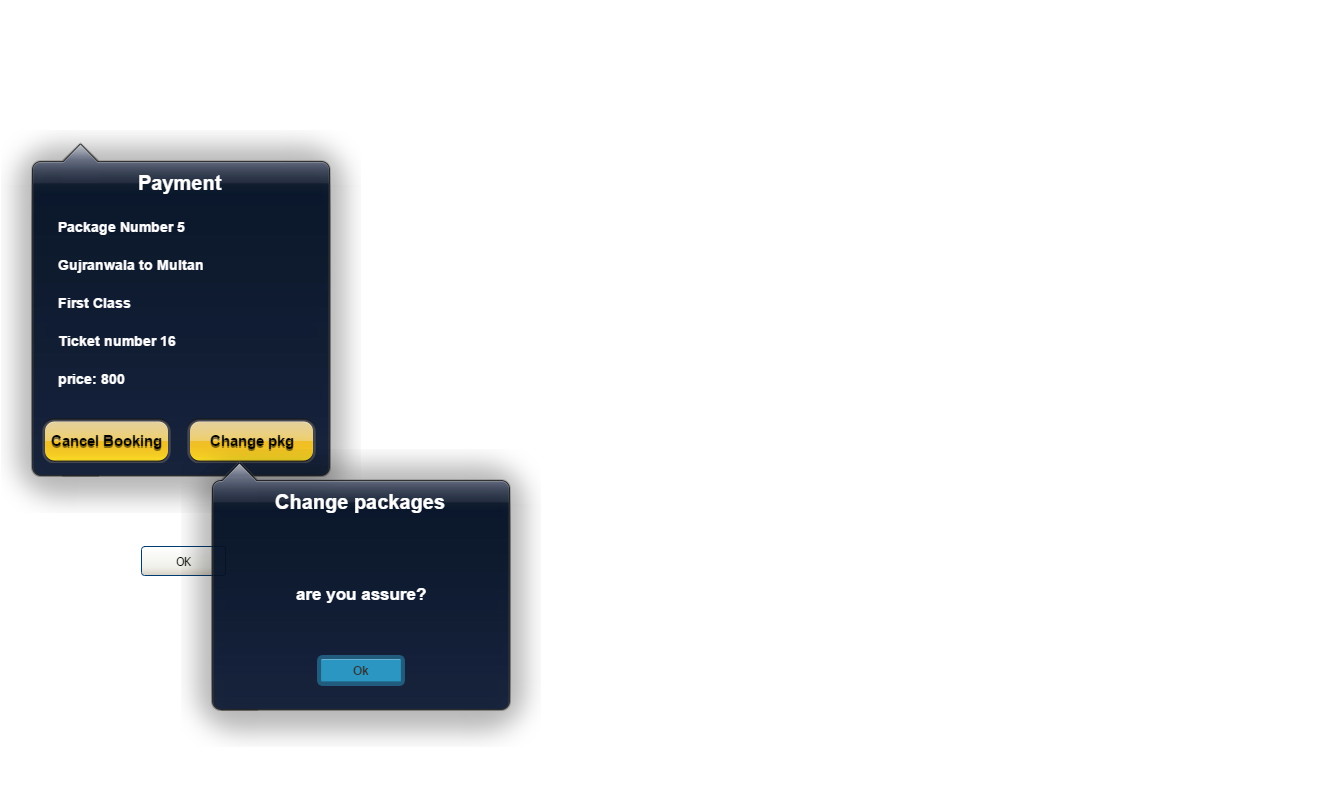 Payment
Package Number 5
Gujranwala to Multan
First Class
Ticket number 16
price: 800
Cancel Booking
Change pkg
Change packages
OK
are you assure?
Ok